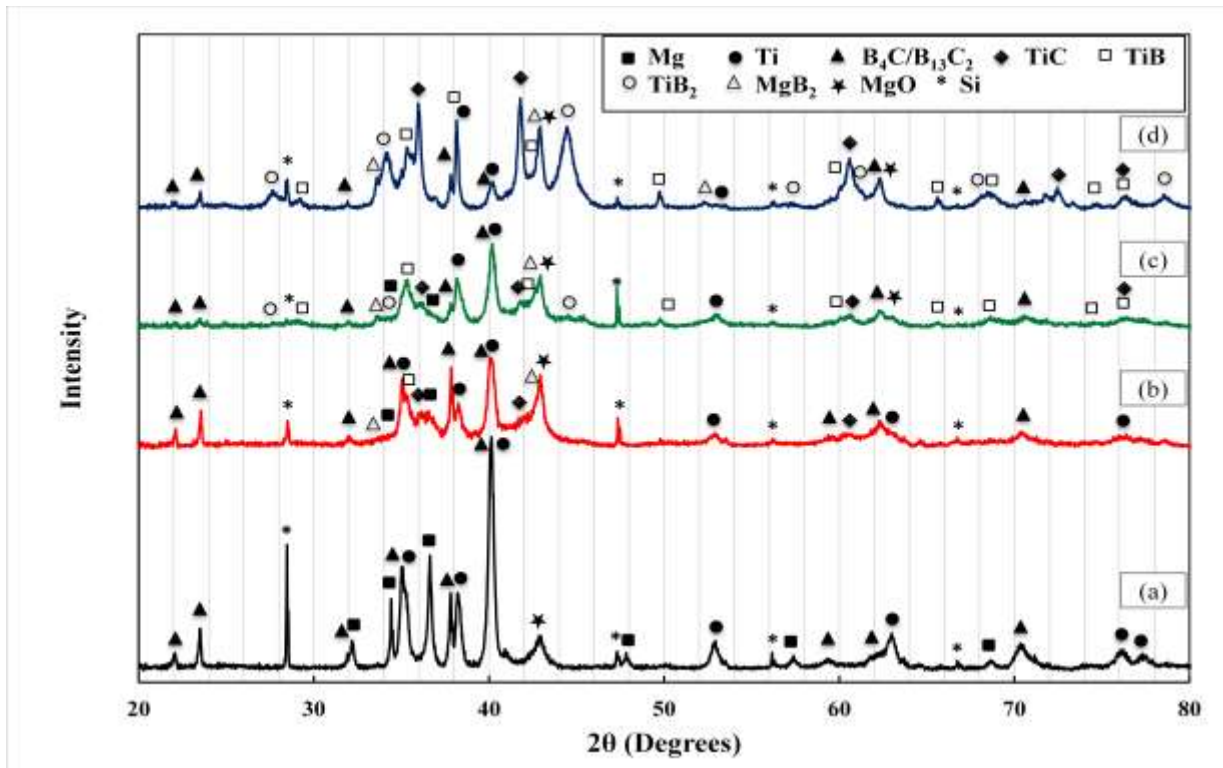 ■ Mg ● Ti ▲ B₄C/B₁₃C₂ ◆ TiC □ TiB
○ TiB₂ △ MgB₂ ★ MgO * Si
(d)
(c)
(b)
(a)
Intensity
20 30 40 50 60 70 80
2θ (Degrees)